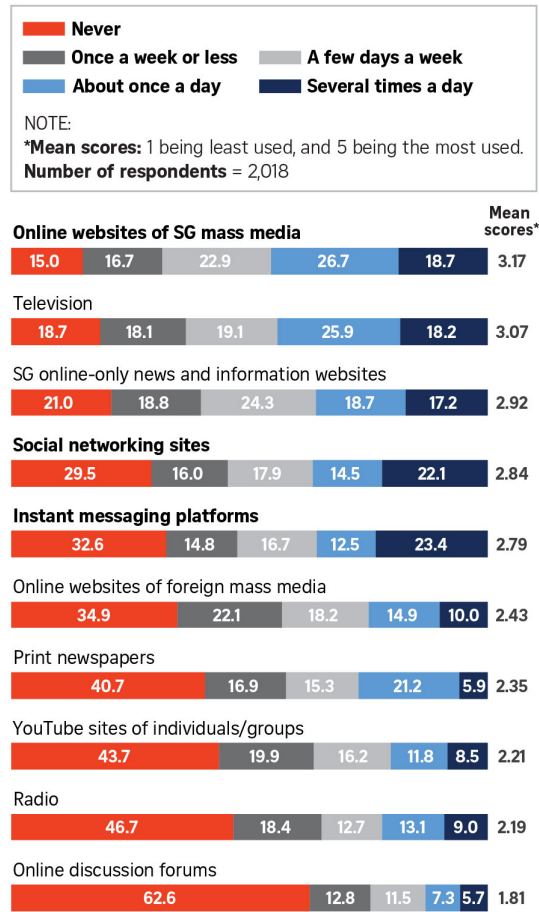 Never
Once a week or less
A few days a week
About once a day
Several times a day
NOTE:
*Mean scores: 1 being least used, and 5 being the most used.
Number of respondents = 2,018
Mean
scores*
Online websites of SG mass media
15.0 16.7 22.9 26.7 18.7 3.17
Television
18.7 18.1 19.1 25.9 18.2 3.07
SG online-only news and information websites
21.0 18.8 24.3 18.7 17.2 2.92
Social networking sites
29.5 16.0 17.9 14.5 22.1 2.84
Instant messaging platforms
32.6 14.8 16.7 12.5 23.4 2.79
Online websites of foreign mass media
34.9 22.1 18.2 14.9 10.0 2.43
Print newspapers
40.7 16.9 15.3 21.2 5.9 2.35
YouTube sites of individuals/groups
43.7 19.9 16.2 11.8 8.5 2.21
Radio
46.7 18.4 12.7 13.1 9.0 2.19
Online discussion forums
62.6 12.8 11.5 7.3 5.7 1.81